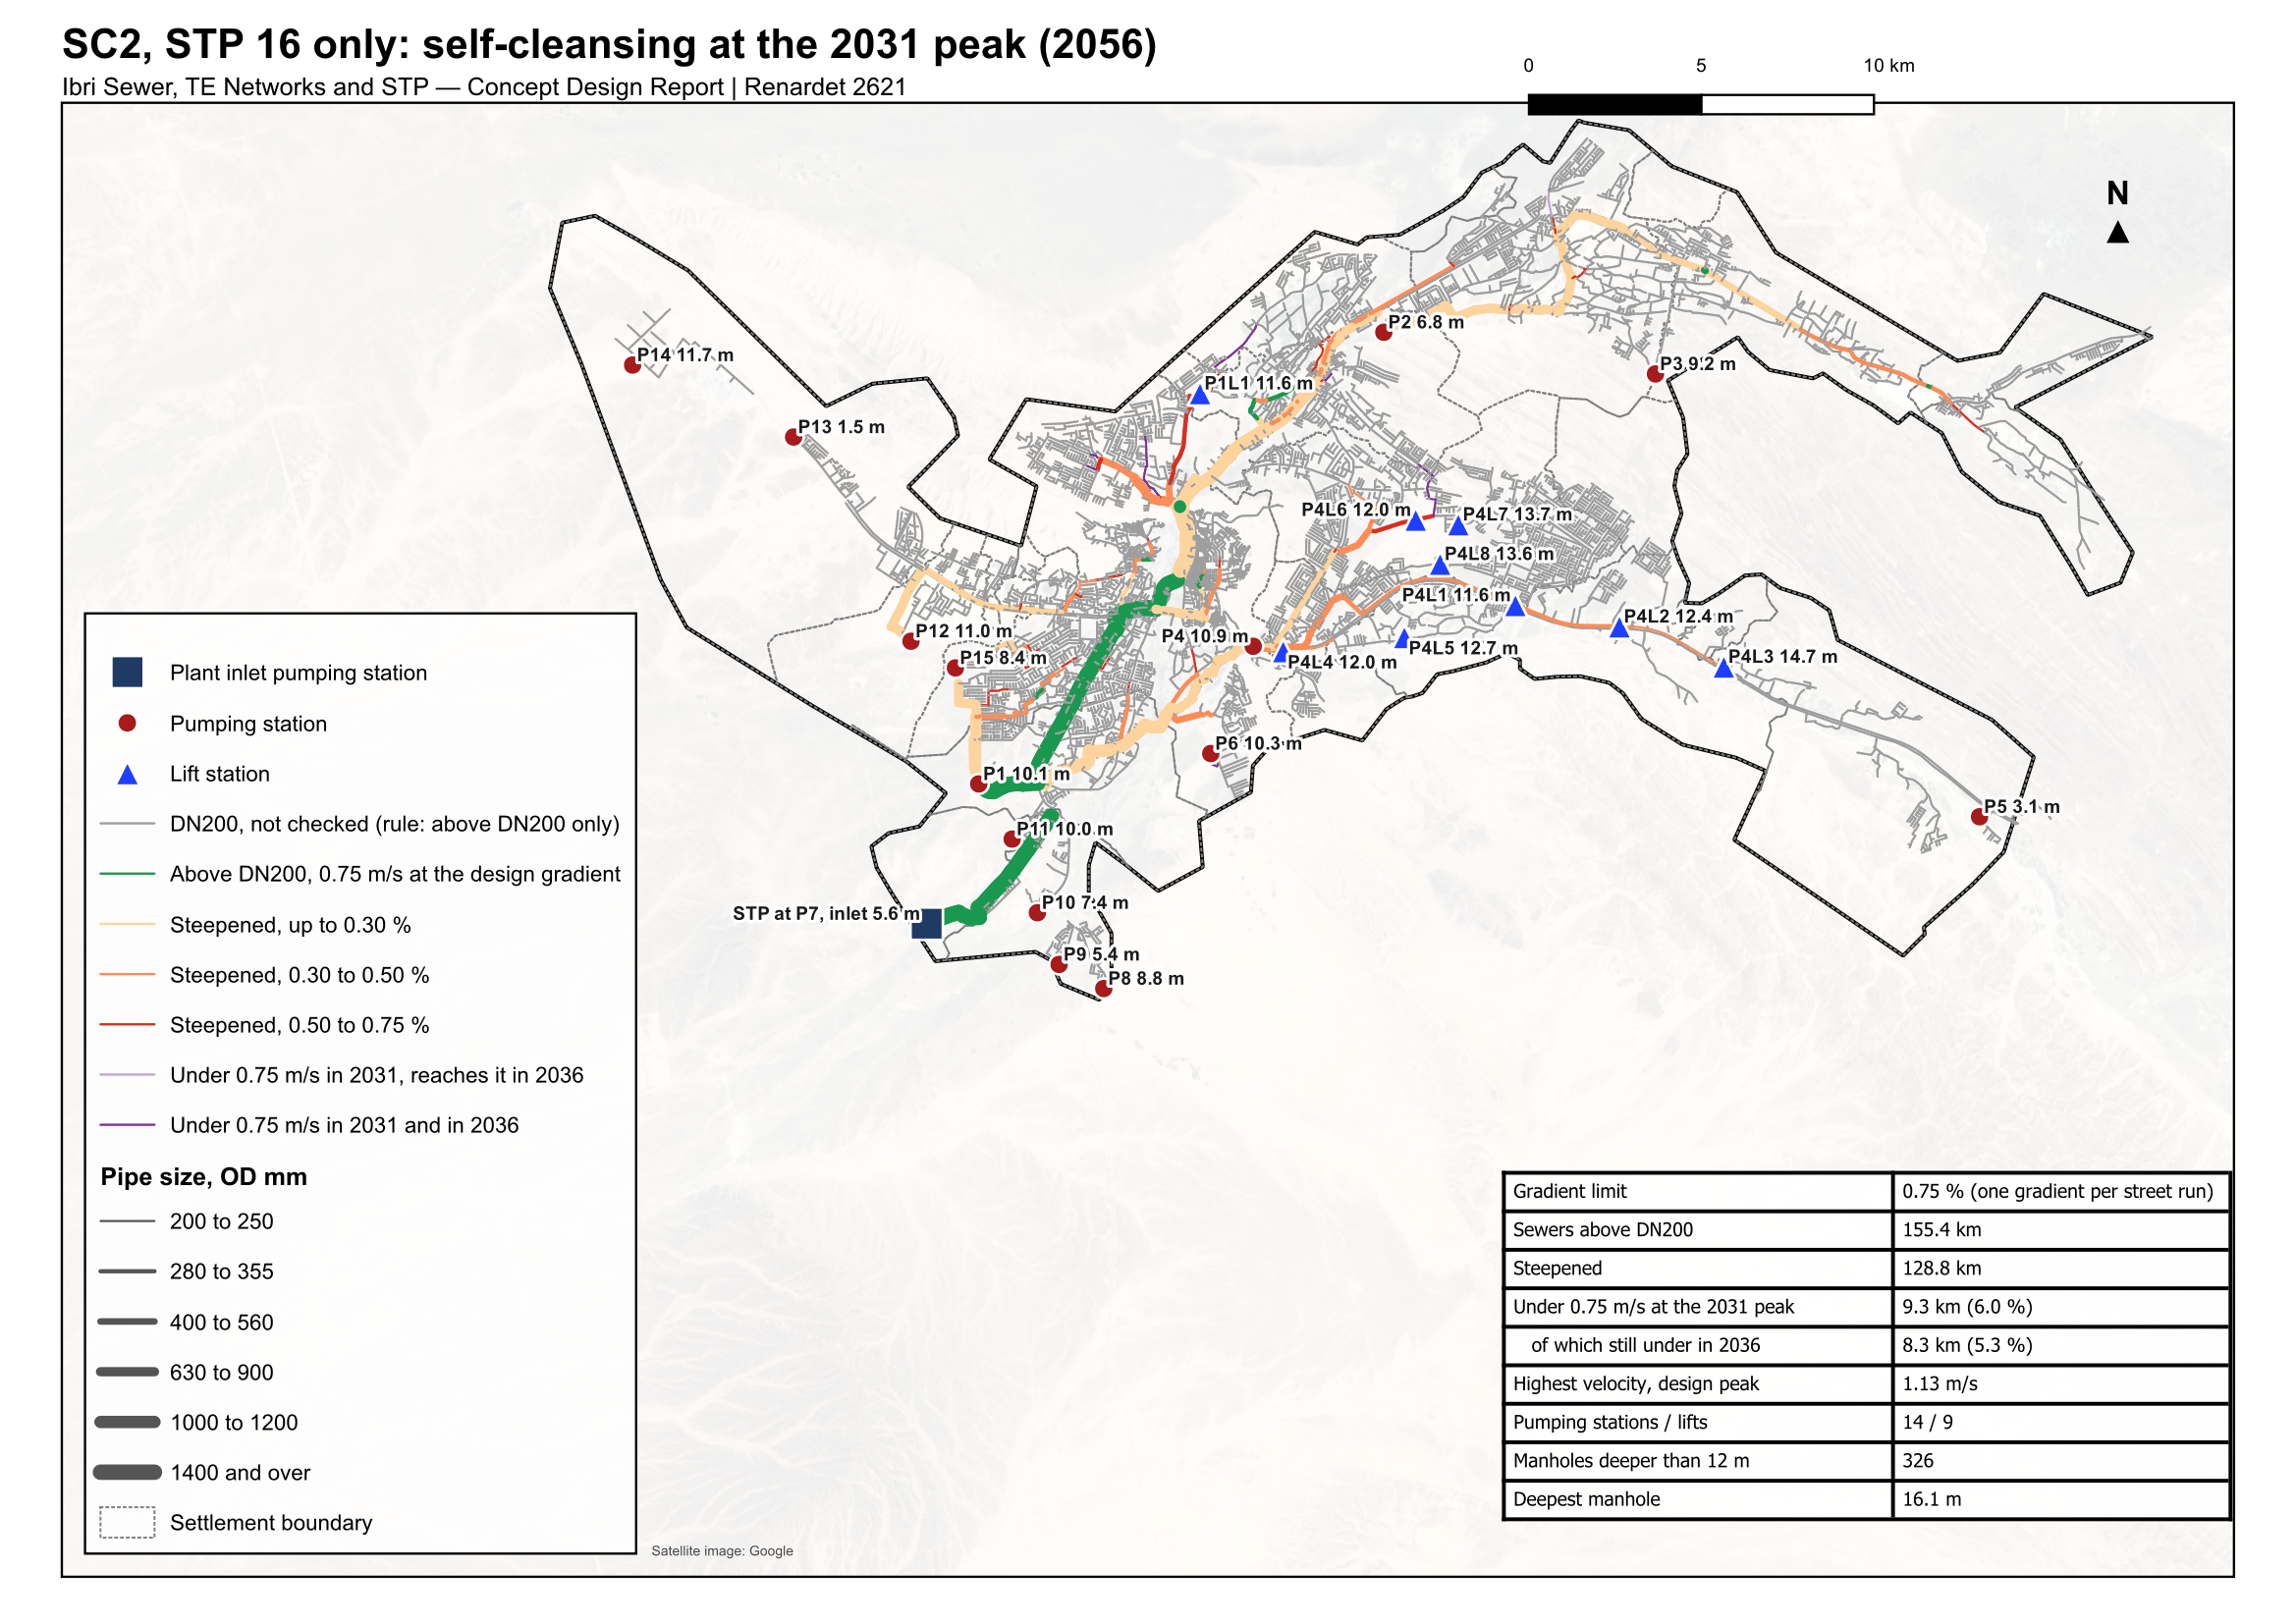 SC2, STP 16 only: self-cleansing at the 2031 peak (2056)
Ibri Sewer, TE Networks and STP — Concept Design Report | Renardet 2621
0 5 10 km
N
P2 6.8 m
P14 11.7 m
P3 9.2 m
P1L1 11.6 m
P13 1.5 m
P4L6 12.0 m
P4L7 13.7 m
P4L8 13.6 m
P4L1 11.6 m
P4L2 12.4 m
P12 11.0 m
P4 10.9 m
P4L5 12.7 m
P15 8.4 m
P4L4 12.0 m
P4L3 14.7 m
P6 10.3 m
P1 10.1 m
P5 3.1 m
P11 10.0 m
P10 7.4 m
STP at P7, inlet 5.6 m
P9 5.4 m
P8 8.8 m
Plant inlet pumping station
Pumping station
Lift station
DN200, not checked (rule: above DN200 only)
Above DN200, 0.75 m/s at the design gradient
Steepened, up to 0.30 %
Steepened, 0.30 to 0.50 %
Steepened, 0.50 to 0.75 %
Under 0.75 m/s in 2031, reaches it in 2036
Under 0.75 m/s in 2031 and in 2036
Pipe size, OD mm
200 to 250
280 to 355
400 to 560
630 to 900
1000 to 1200
1400 and over
Settlement boundary
Satellite image: Google
Gradient limit 0.75 % (one gradient per street run)
Sewers above DN200 155.4 km
Steepened 128.8 km
Under 0.75 m/s at the 2031 peak 9.3 km (6.0 %)
of which still under in 2036 8.3 km (5.3 %)
Highest velocity, design peak 1.13 m/s
Pumping stations / lifts 14 / 9
Manholes deeper than 12 m 326
Deepest manhole 16.1 m